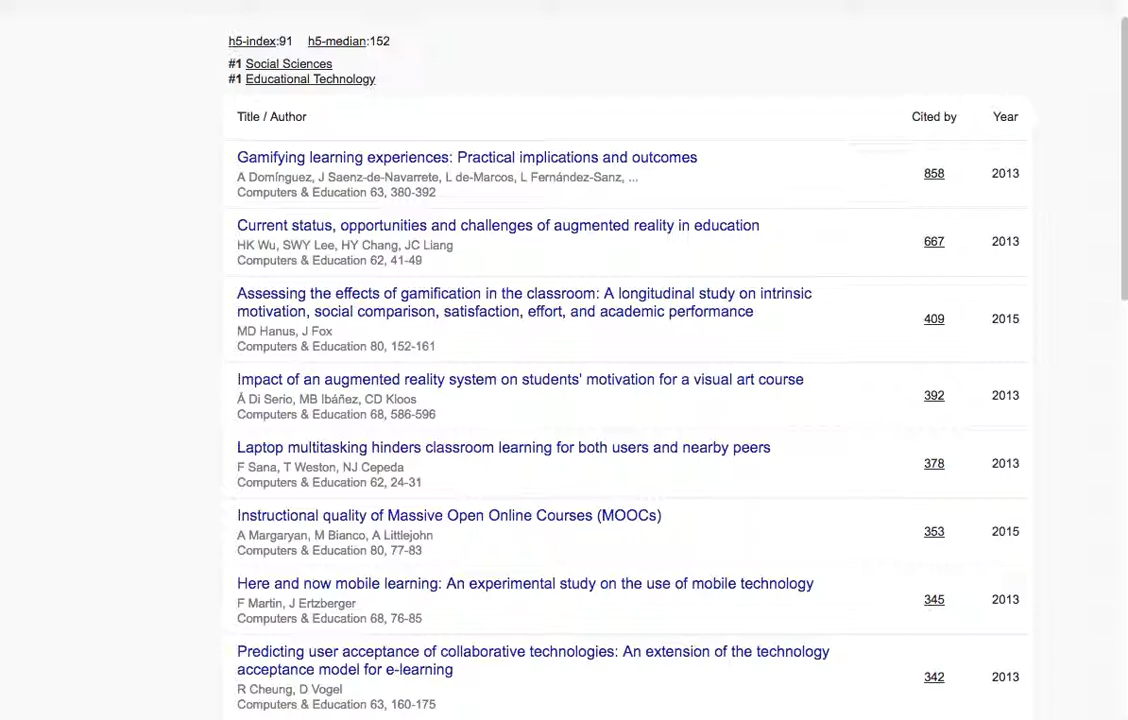 h5-index:91 h5-median:152
#1 Social Sciences
#1 Educational Technology
Title / Author Cited by Year
Gamifying learning experiences: Practical implications and outcomes
A Domínguez, J Saenz-de-Navarrete, L de-Marcos, L Fernández-Sanz, ...
Computers & Education 63, 380-392
858 2013
Current status, opportunities and challenges of augmented reality in education
HK Wu, SWY Lee, HY Chang, JC Liang
Computers & Education 62, 41-49
667 2013
Assessing the effects of gamification in the classroom: A longitudinal study on intrinsic
motivation, social comparison, satisfaction, effort, and academic performance
MD Hanus, J Fox
Computers & Education 80, 152-161
409 2015
Impact of an augmented reality system on students' motivation for a visual art course
Á Di Serio, MB Ibáñez, CD Kloos
Computers & Education 68, 586-596
392 2013
Laptop multitasking hinders classroom learning for both users and nearby peers
F Sana, T Weston, NJ Cepeda
Computers & Education 62, 24-31
378 2013
Instructional quality of Massive Open Online Courses (MOOCs)
A Margaryan, M Bianco, A Littlejohn
Computers & Education 80, 77-83
353 2015
Here and now mobile learning: An experimental study on the use of mobile technology
F Martin, J Ertzberger
Computers & Education 68, 76-85
345 2013
Predicting user acceptance of collaborative technologies: An extension of the technology
acceptance model for e-learning
R Cheung, D Vogel
Computers & Education 63, 160-175
342 2013